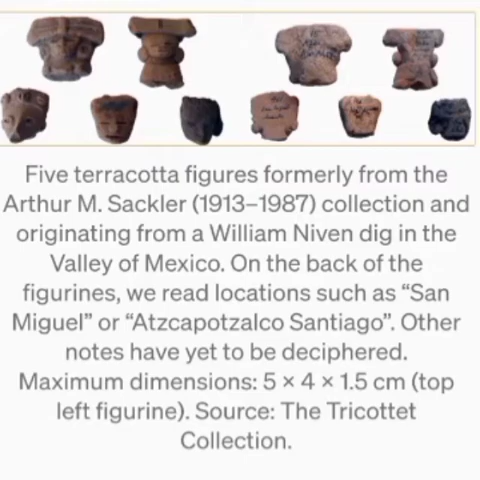 Five terracotta figures formerly from the
Arthur M. Sackler (1913–1987) collection and
originating from a William Niven dig in the
Valley of Mexico. On the back of the
figurines, we read locations such as “San
Miguel” or “Atzcapotzalco Santiago”. Other
notes have yet to be deciphered.
Maximum dimensions: 5 × 4 × 1.5 cm (top
left figurine). Source: The Tricottet
Collection.